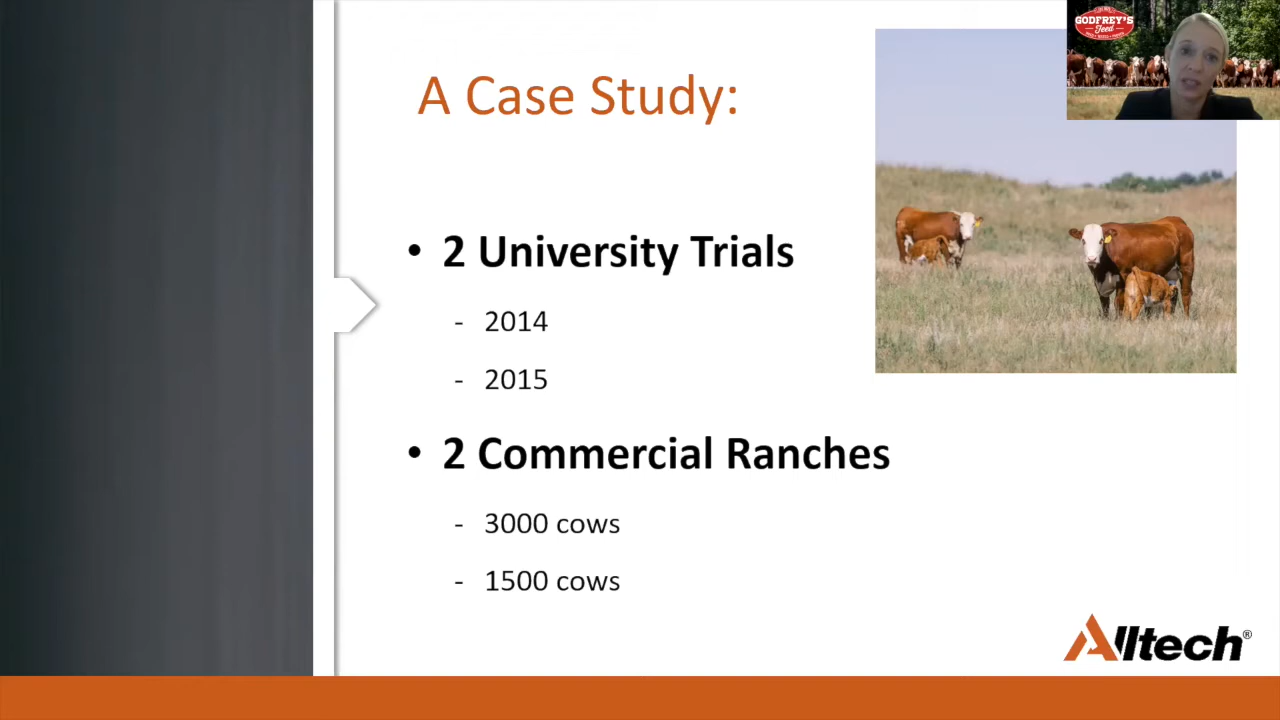 GODFREY'S
Feed
A Case Study:
• 2 University Trials
- 2014
- 2015
• 2 Commercial Ranches
- 3000 cows
- 1500 cows
Alltech®